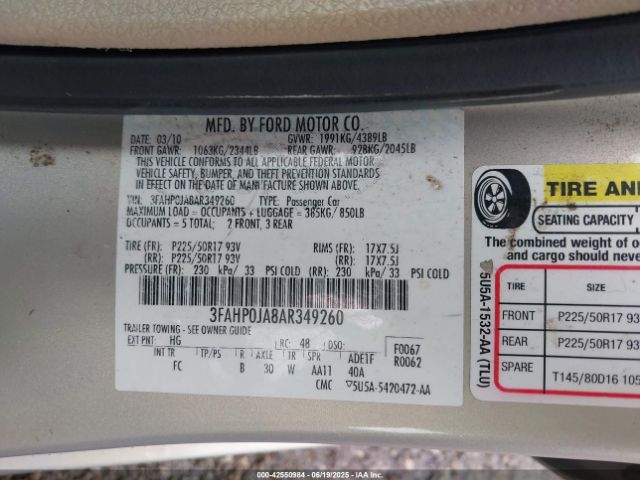 MFD. BY FORD MOTOR CO.
DATE: 03/10 GVWR: 1991KG/4389LB
FRONT GAWR: 1063KG/2344LB REAR GAWR: 928KG/2045LB
THIS VEHICLE CONFORMS TO ALL APPLICABLE FEDERAL MOTOR
VEHICLE SAFETY, BUMPER, AND THEFT PREVENTION STANDARDS
IN EFFECT ON THE DATE OF MANUFACTURE SHOWN ABOVE.
VIN: 3FAHP0JA8AR349260 TYPE: Passenger Car
MAXIMUM LOAD = OCCUPANTS + LUGGAGE = 385KG/ 850LB
OCCUPANTS = 5 TOTAL; 2 FRONT, 3 REAR
TIRE (FR): P225/50R17 93V RIMS (FR): 17X7.5J
(RR): P225/50R17 93V (RR): 17X7.5J
PRESSURE (FR): 230 kPa/ 33 PSI COLD (RR): 230 kPa/ 33 PSI COLD
3FAHP0JA8AR349260
TRAILER TOWING - SEE OWNER GUIDE
EXT PNT: HG RC: 48 DSO: F0067
INT TR TP/PS R AXLE TR SPR ADE1F R0062
FC B 30 W AA11 40A
CMC ▽5U5A-5420472-AA
5U5A-1532-AA (TLU)
TIRE AN
SEATING CAPACITY
The combined weight of o
and cargo should neve
TIRE SIZE
FRONT P225/50R17 93
REAR P225/50R17 93
SPARE T145/80D16 105
© IAA - 42550984 - 06/19/2025 - IAAI.COM